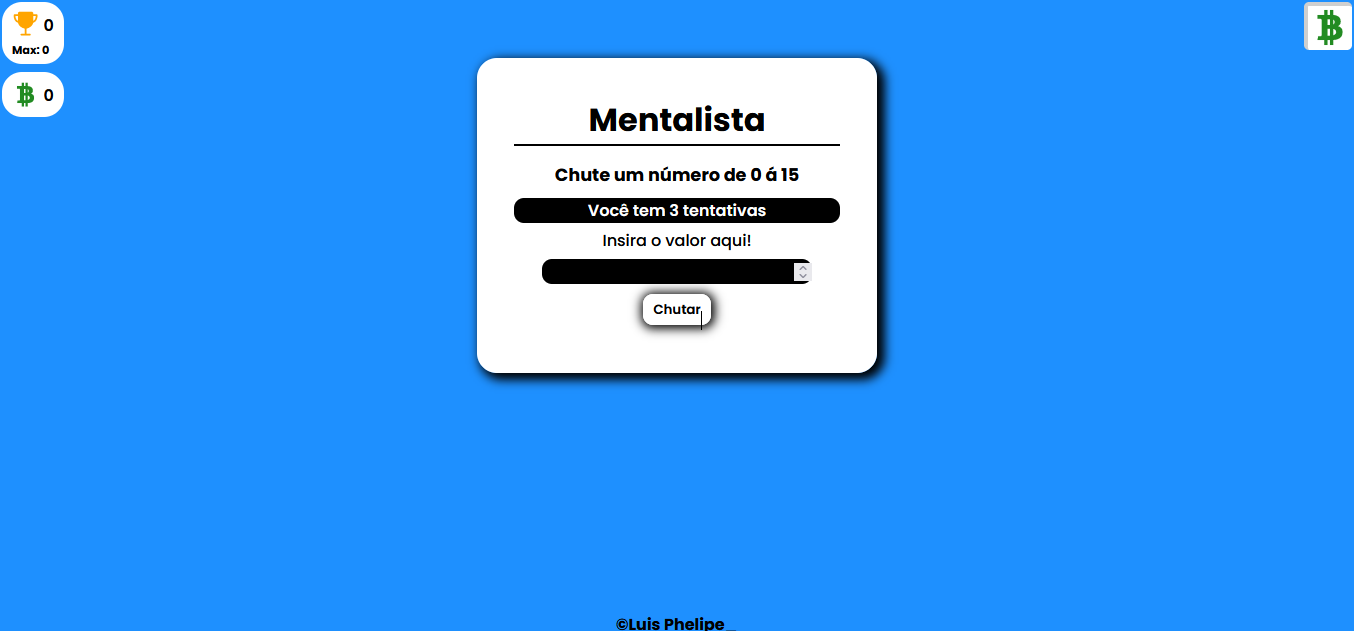 0
Max: 0
0
Mentalista
Chute um número de 0 á 15
Você tem 3 tentativas
Insira o valor aqui!
Chutar
©Luis Phelipe_